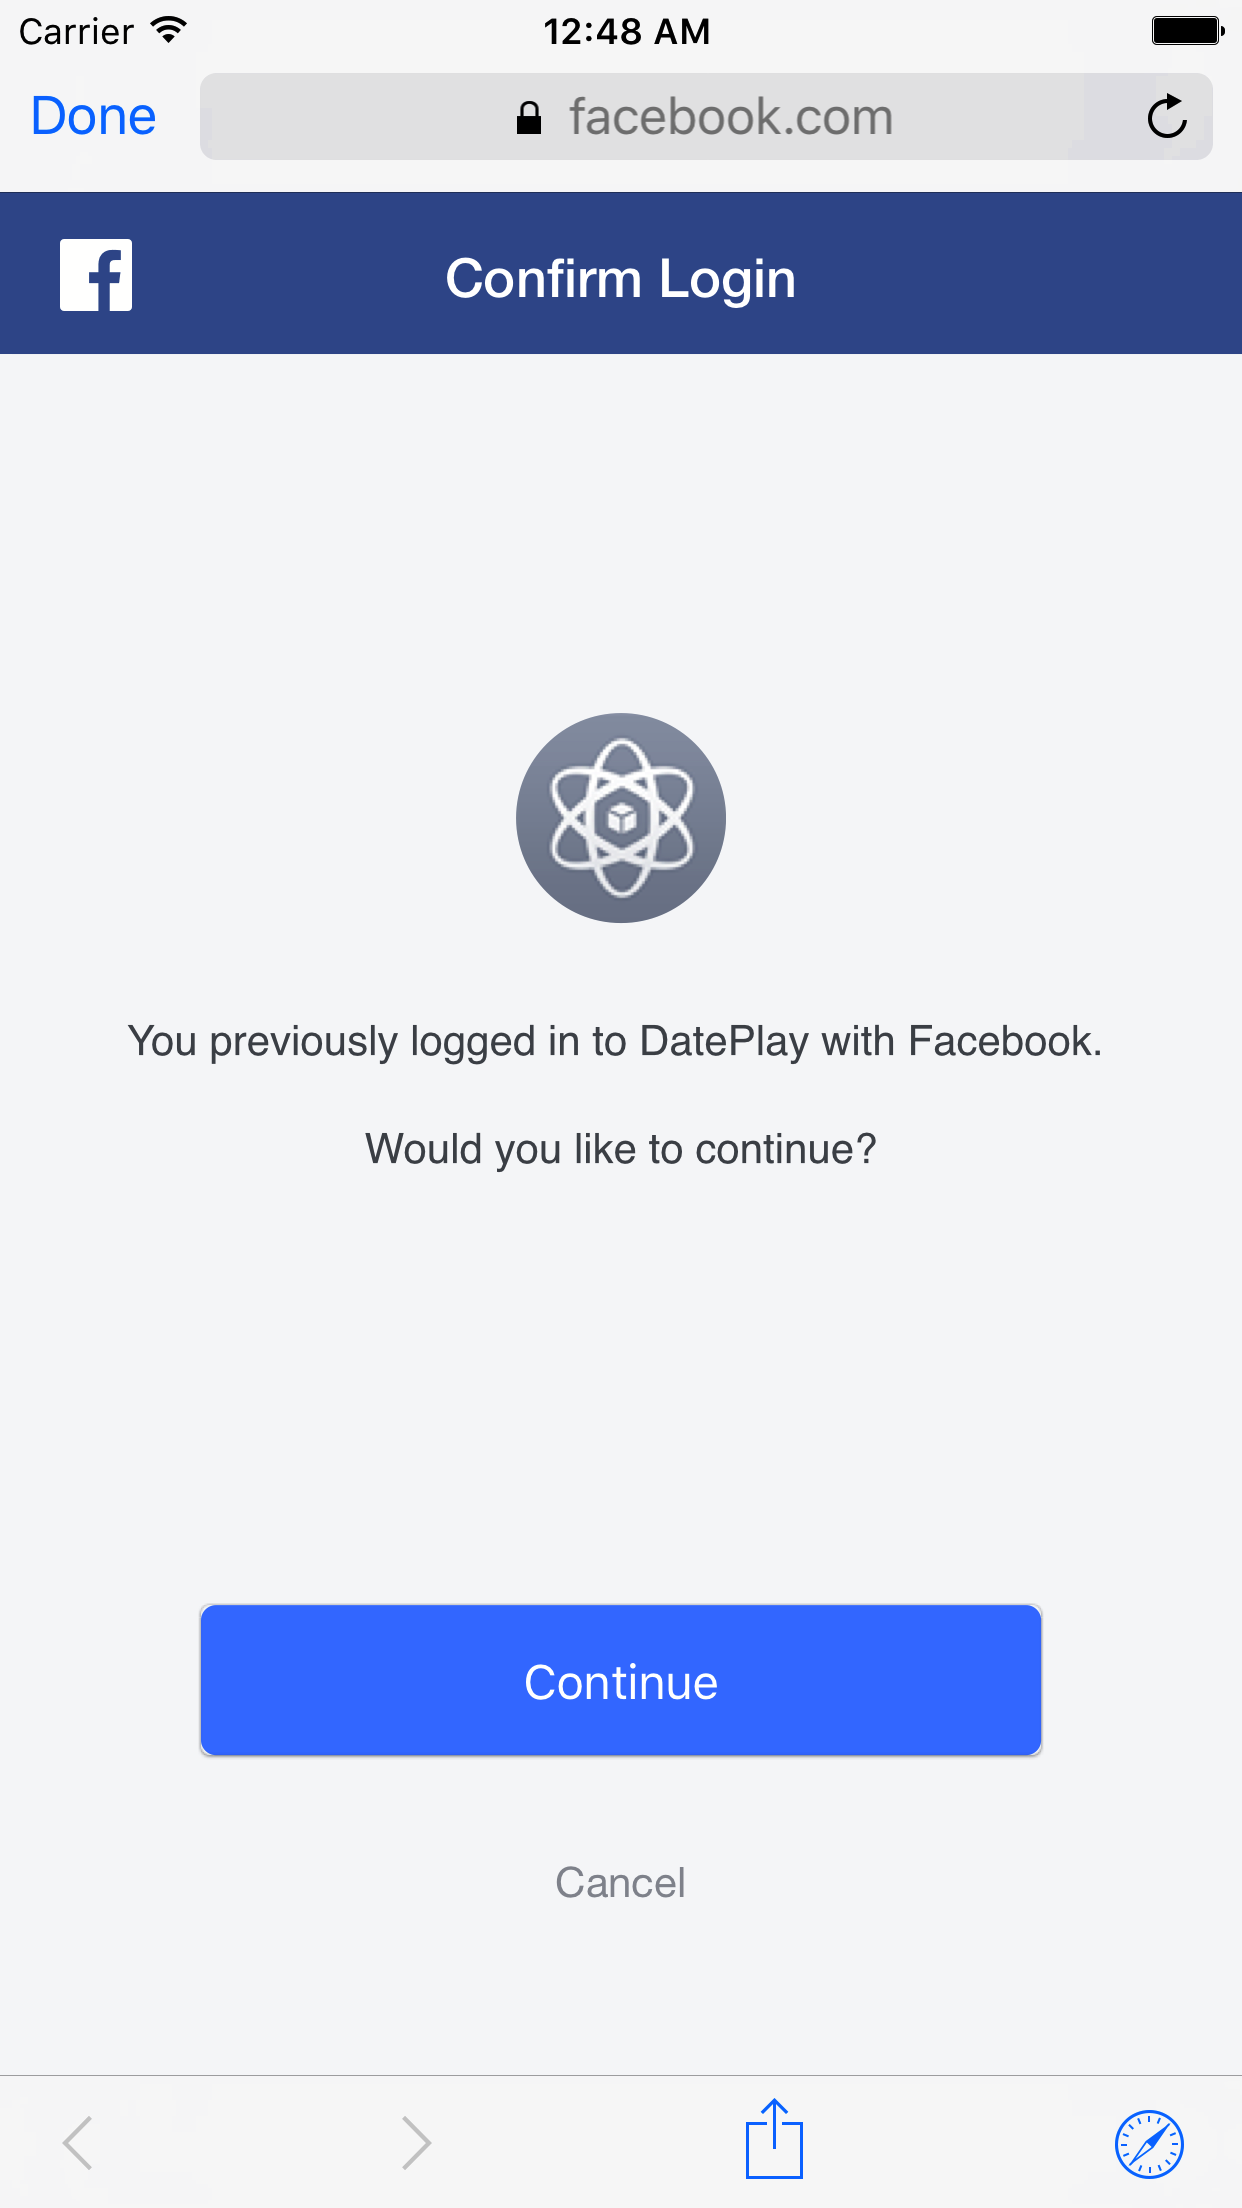 Carrier 12:48 AM
Done facebook.com
Confirm Login
You previously logged in to DatePlay with Facebook.
Would you like to continue?
Continue
Cancel